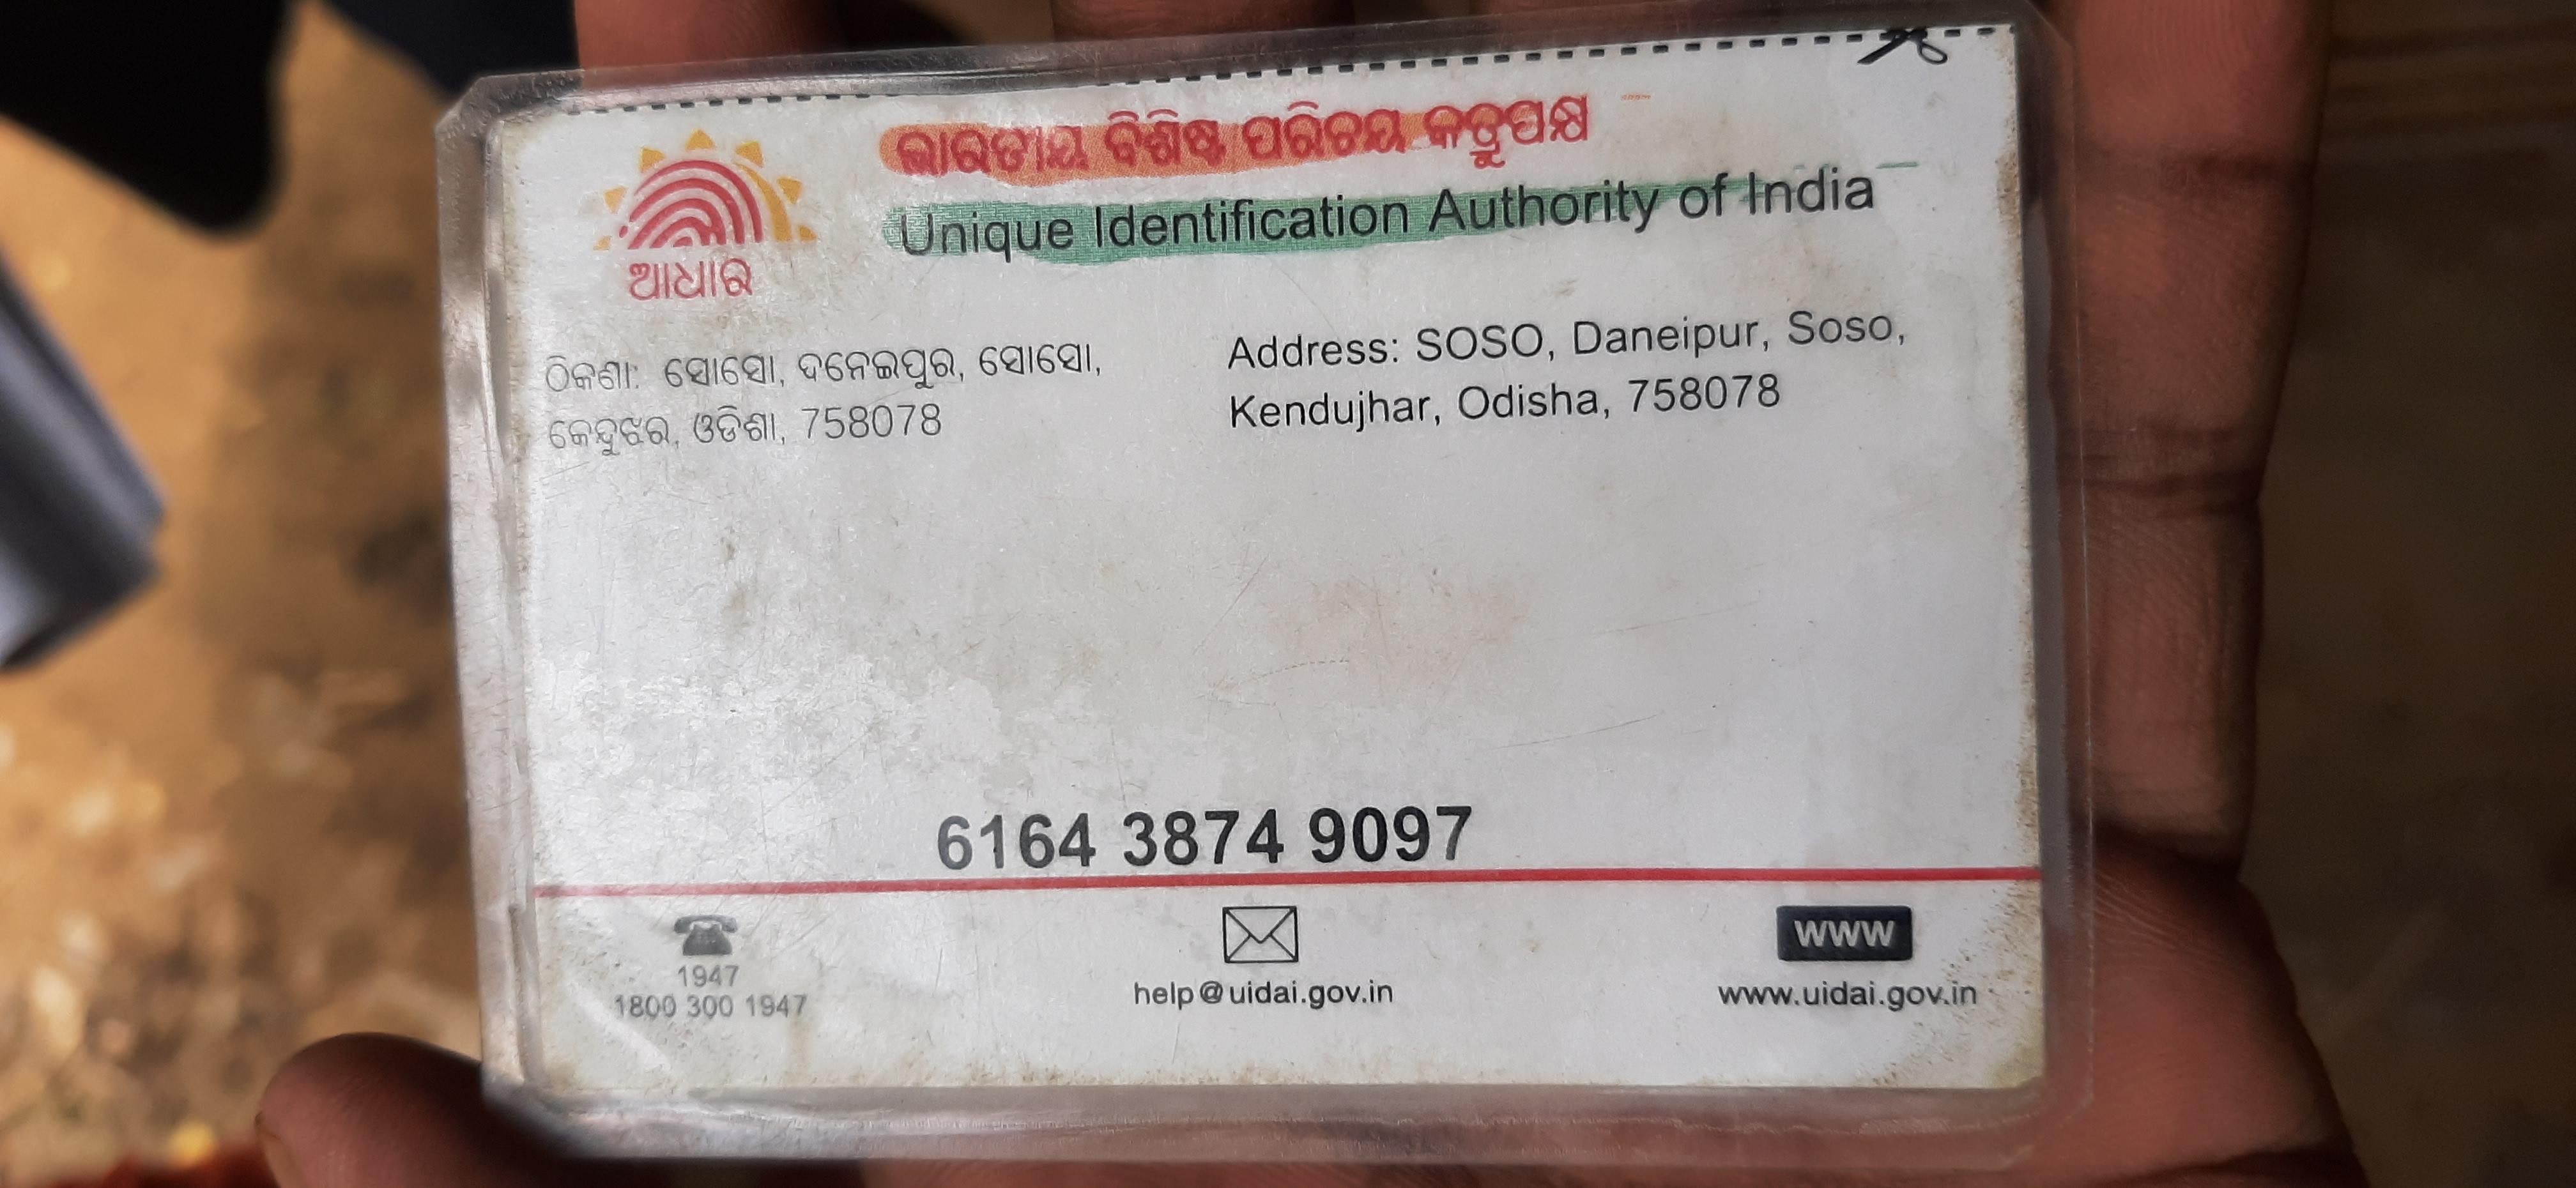 ଭାରତୀୟ ବିଶିଷ୍ଟ ପରିଚୟ କର୍ତ୍ତୃପକ୍ଷ
Unique Identification Authority of India
ଆଧାର
ଠିକଣା: ସୋସୋ, ଦନେଇପୁର, ସୋସୋ,
କେନ୍ଦୁଝର, ଓଡିଶା, 758078
Address: SOSO, Daneipur, Soso,
Kendujhar, Odisha, 758078
6164 3874 9097
1947
1800 300 1947
help@uidai.gov.in
WWW
www.uidai.gov.in